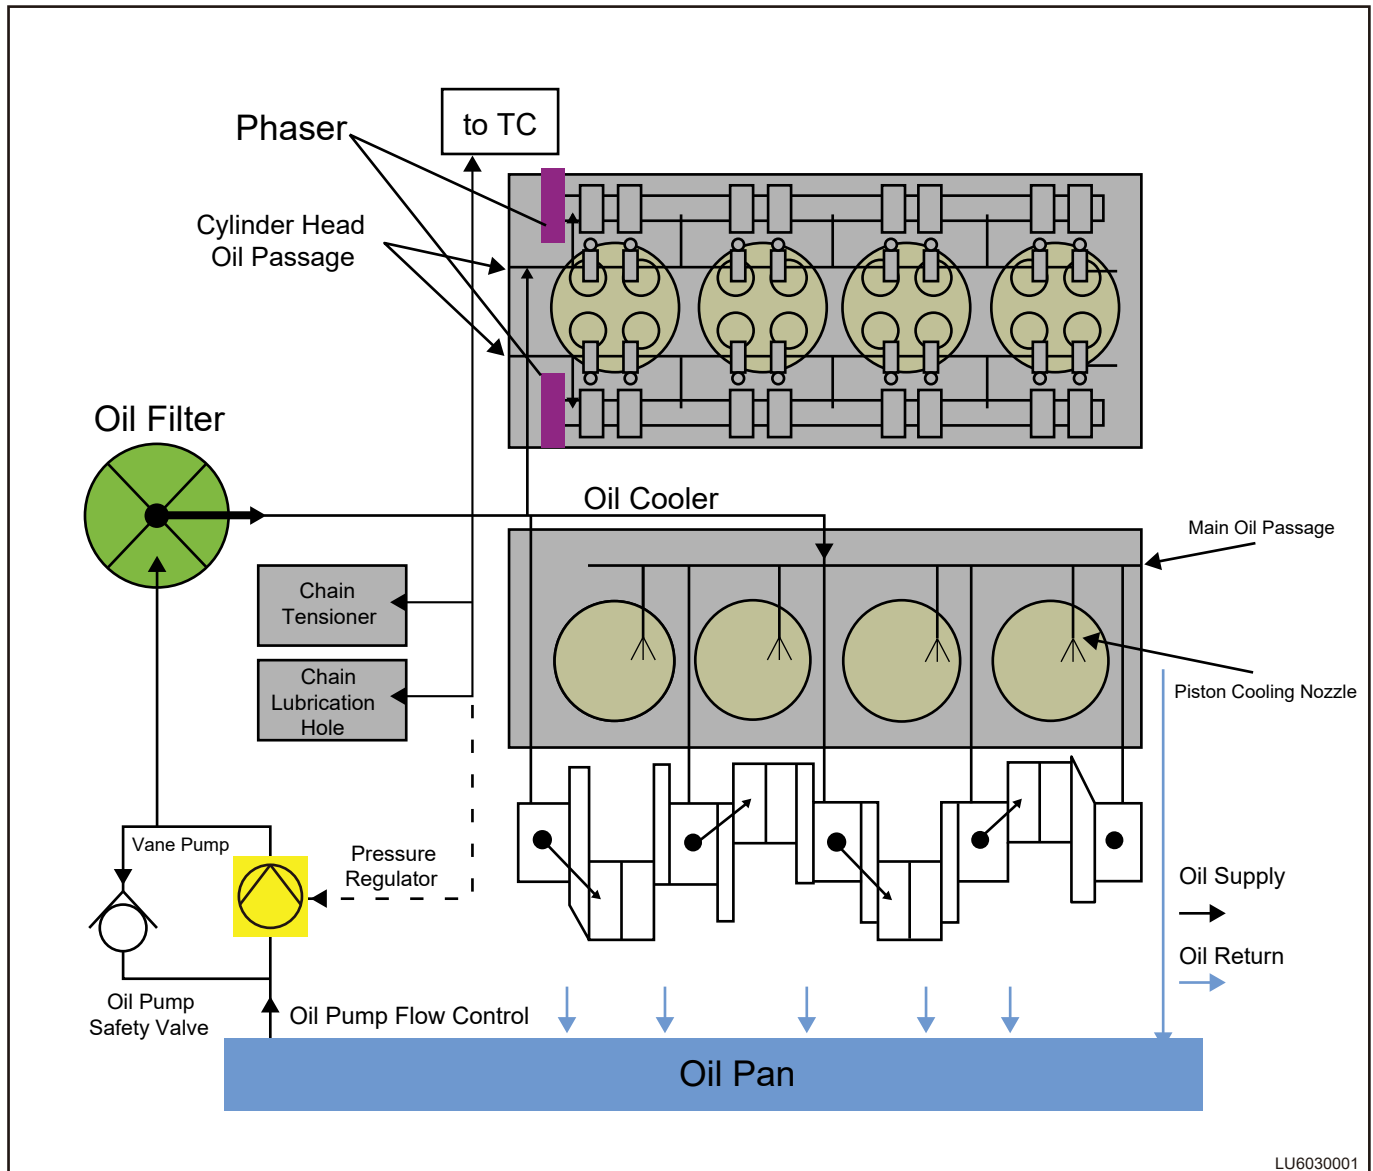 to TC
Phaser
Cylinder Head
Oil Passage
Oil Filter
Oil Cooler
Main Oil Passage
Chain
Tensioner
Chain
Lubrication
Hole
Piston Cooling Nozzle
Vane Pump
Pressure
Regulator
Oil Supply
Oil Return
Oil Pump
Safety Valve
Oil Pump Flow Control
Oil Pan
LU6030001